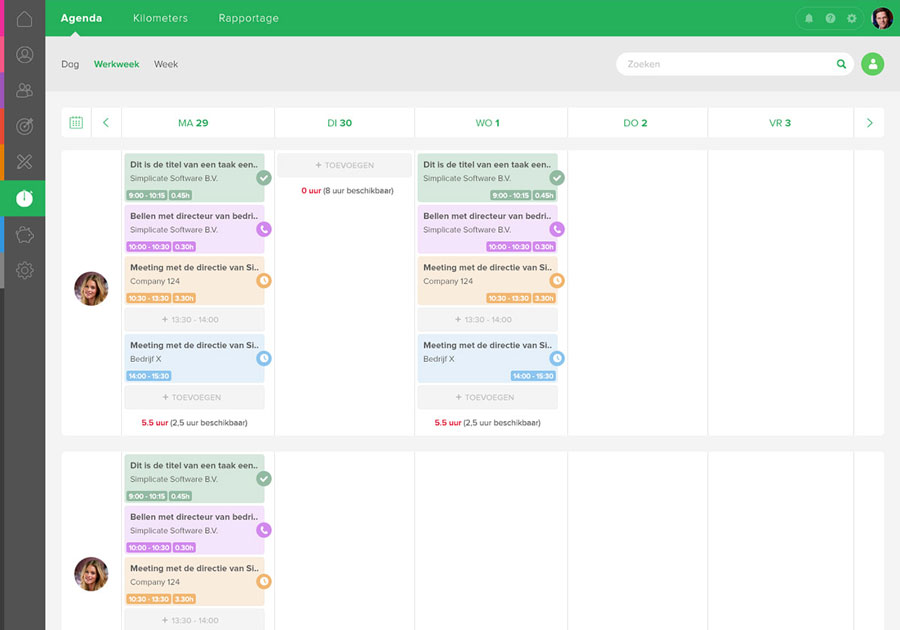 Agenda Kilometers Rapportage
Dag Werkweek Week
Zoeken
MA 29 DI 30 WO 1 DO 2 VR 3
Dit is de titel van een taak een..
Simplicate Software B.V.
9:00 - 10:15 0.45h
Bellen met directeur van bedri..
Simplicate Software B.V.
10:00 - 10:30 0.30h
Meeting met de directie van Si..
Company 124
10:30 - 13:30 3.30h
+ 13:30 - 14:00
Meeting met de directie van Si..
Bedrijf X
14:00 - 15:30
+ TOEVOEGEN
5.5 uur (2,5 uur beschikbaar)
+ TOEVOEGEN
0 uur (8 uur beschikbaar)
Dit is de titel van een taak een..
Simplicate Software B.V.
9:00 - 10:15 0.45h
Bellen met directeur van bedri..
Simplicate Software B.V.
10:00 - 10:30 0.30h
Meeting met de directie van Si..
Company 124
10:30 - 13:30 3.30h
+ 13:30 - 14:00
Meeting met de directie van Si..
Bedrijf X
14:00 - 15:30
+ TOEVOEGEN
5.5 uur (2,5 uur beschikbaar)
Dit is de titel van een taak een..
Simplicate Software B.V.
9:00 - 10:15 0.45h
Bellen met directeur van bedri..
Simplicate Software B.V.
10:00 - 10:30 0.30h
Meeting met de directie van Si..
Company 124
10:30 - 13:30 3.30h
+ 13:30 - 14:00